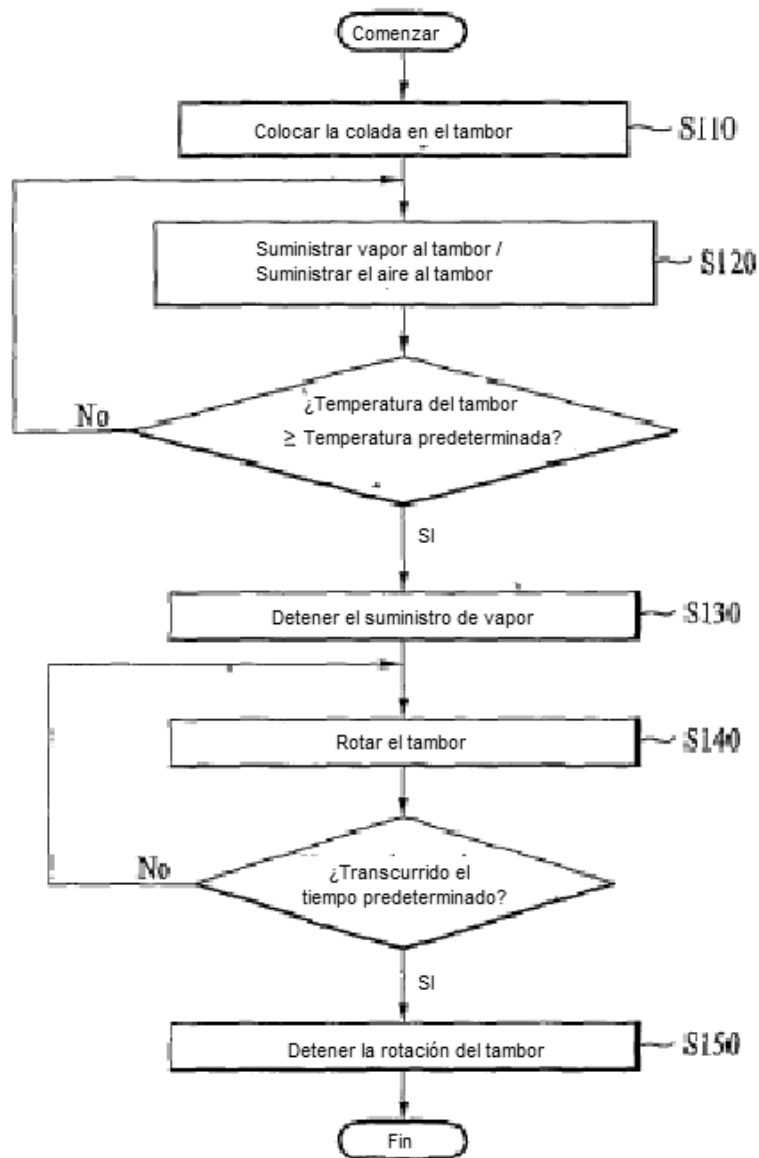 Comenzar
Colocar la colada en el tambor
S110
Suministrar vapor al tambor /
Suministrar el aire al tambor
S120
¿Temperatura del tambor
≥ Temperatura predeterminada?
No
SI
Detener el suministro de vapor
S130
Rotar el tambor
S140
¿Transcurrido el
tiempo predeterminado?
No
SI
Detener la rotación del tambor
S150
Fin